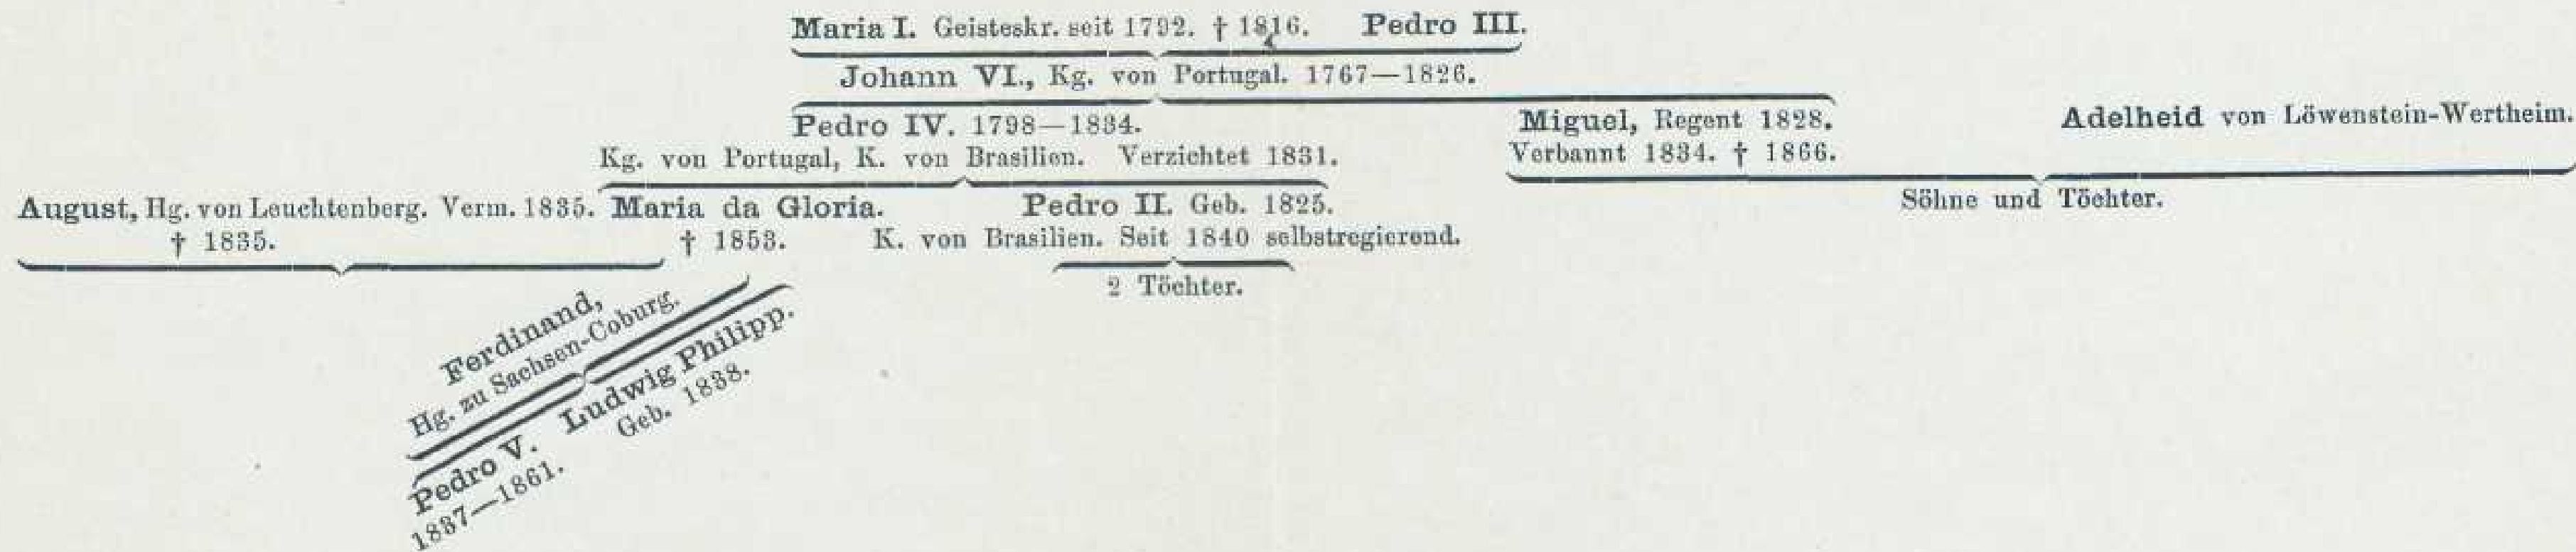 Maria I. Geisteskr. seit 1792. † 1816. Pedro III.
Johann VI., Kg. von Portugal. 1767—1826.
Pedro IV. 1798—1834.
Kg. von Portugal, K. von Brasilien. Verzichtet 1831.
Miguel, Regent 1828.
Verbannt 1834. † 1866.
Adelheid von Löwenstein-Wertheim.
Söhne und Töchter.
August, Hg. von Leuchtenberg. Verm. 1835.
† 1835.
Maria da Gloria.
† 1853.
Pedro II. Geb. 1825.
K. von Brasilien. Seit 1840 selbstregierend.
2 Töchter.
Ferdinand,
Hg. zu Sachsen-Coburg.
Pedro V.
1837—1861.
Ludwig Philipp.
Geb. 1838.